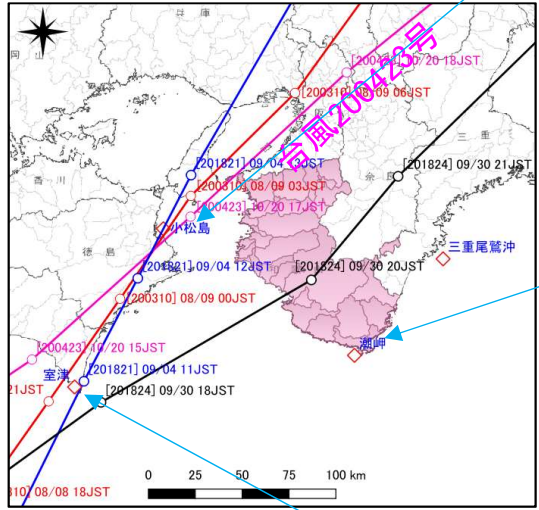 兵庫
岡山
台風200423号
[200423] 10/20 18JST
[200310] 08/09 06JST
三重
[201821] 09/04 13JST
奈良
[201824] 09/30 21JST
香川
[200310] 08/09 03JST
[200423] 10/20 17JST
小松島
徳島
三重尾鷲沖
[201821] 09/04 12JST
[201824] 09/30 20JST
[200310] 08/09 00JST
[200423] 10/20 15JST
潮岬
室津
[201821] 09/04 11JST
21JST
[201824] 09/30 18JST
0 25 50 75 100 km
310] 08/08 18JST